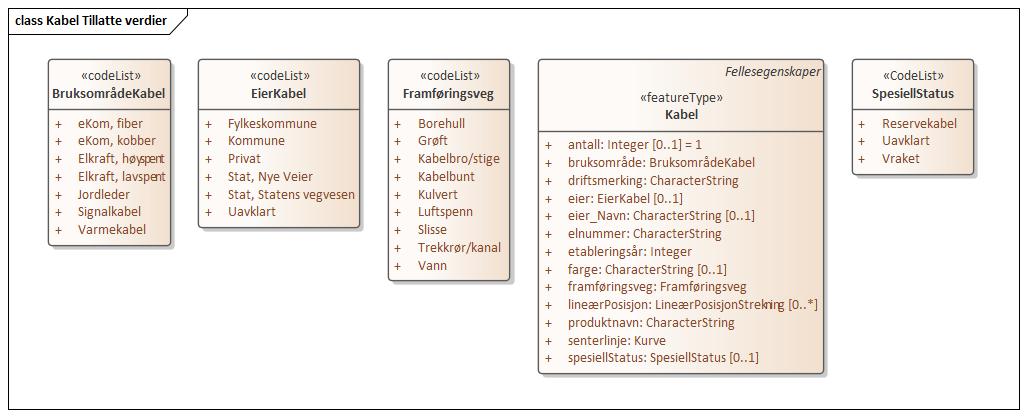 class Kabel Tillatte verdier
«codeList»
BruksområdeKabel
+ eKom, fiber
+ eKom, kobber
+ Elkraft, høyspent
+ Elkraft, lavspent
+ Jordleder
+ Signalkabel
+ Varmekabel
«codeList»
EierKabel
+ Fylkeskommune
+ Kommune
+ Privat
+ Stat, Nye Veier
+ Stat, Statens vegvesen
+ Uavklart
«codeList»
Framføringsveg
+ Borehull
+ Grøft
+ Kabelbro/stige
+ Kabelbunt
+ Kulvert
+ Luftspenn
+ Slisse
+ Trekkrør/kanal
+ Vann
Fellesegenskaper
«featureType»
Kabel
+ antall: Integer [0..1] = 1
+ bruksområde: BruksområdeKabel
+ driftsmerking: CharacterString
+ eier: EierKabel [0..1]
+ eier_Navn: CharacterString [0..1]
+ elnummer: CharacterString
+ etableringsår: Integer
+ farge: CharacterString [0..1]
+ framføringsveg: Framføringsveg
+ lineærPosisjon: LineærPosisjonStrekning [0..*]
+ produktnavn: CharacterString
+ senterlinje: Kurve
+ spesiellStatus: SpesiellStatus [0..1]
«CodeList»
SpesiellStatus
+ Reservekabel
+ Uavklart
+ Vraket